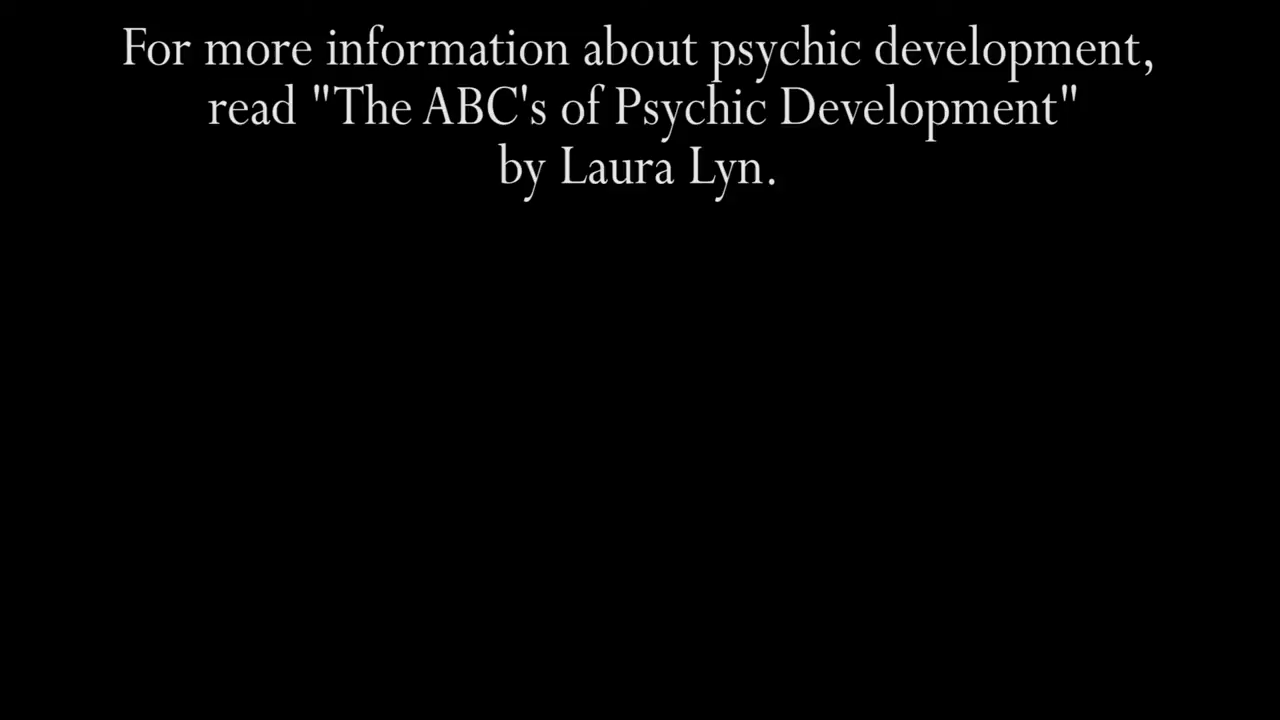 For more information about psychic development,
read "The ABC's of Psychic Development"
by Laura Lyn.